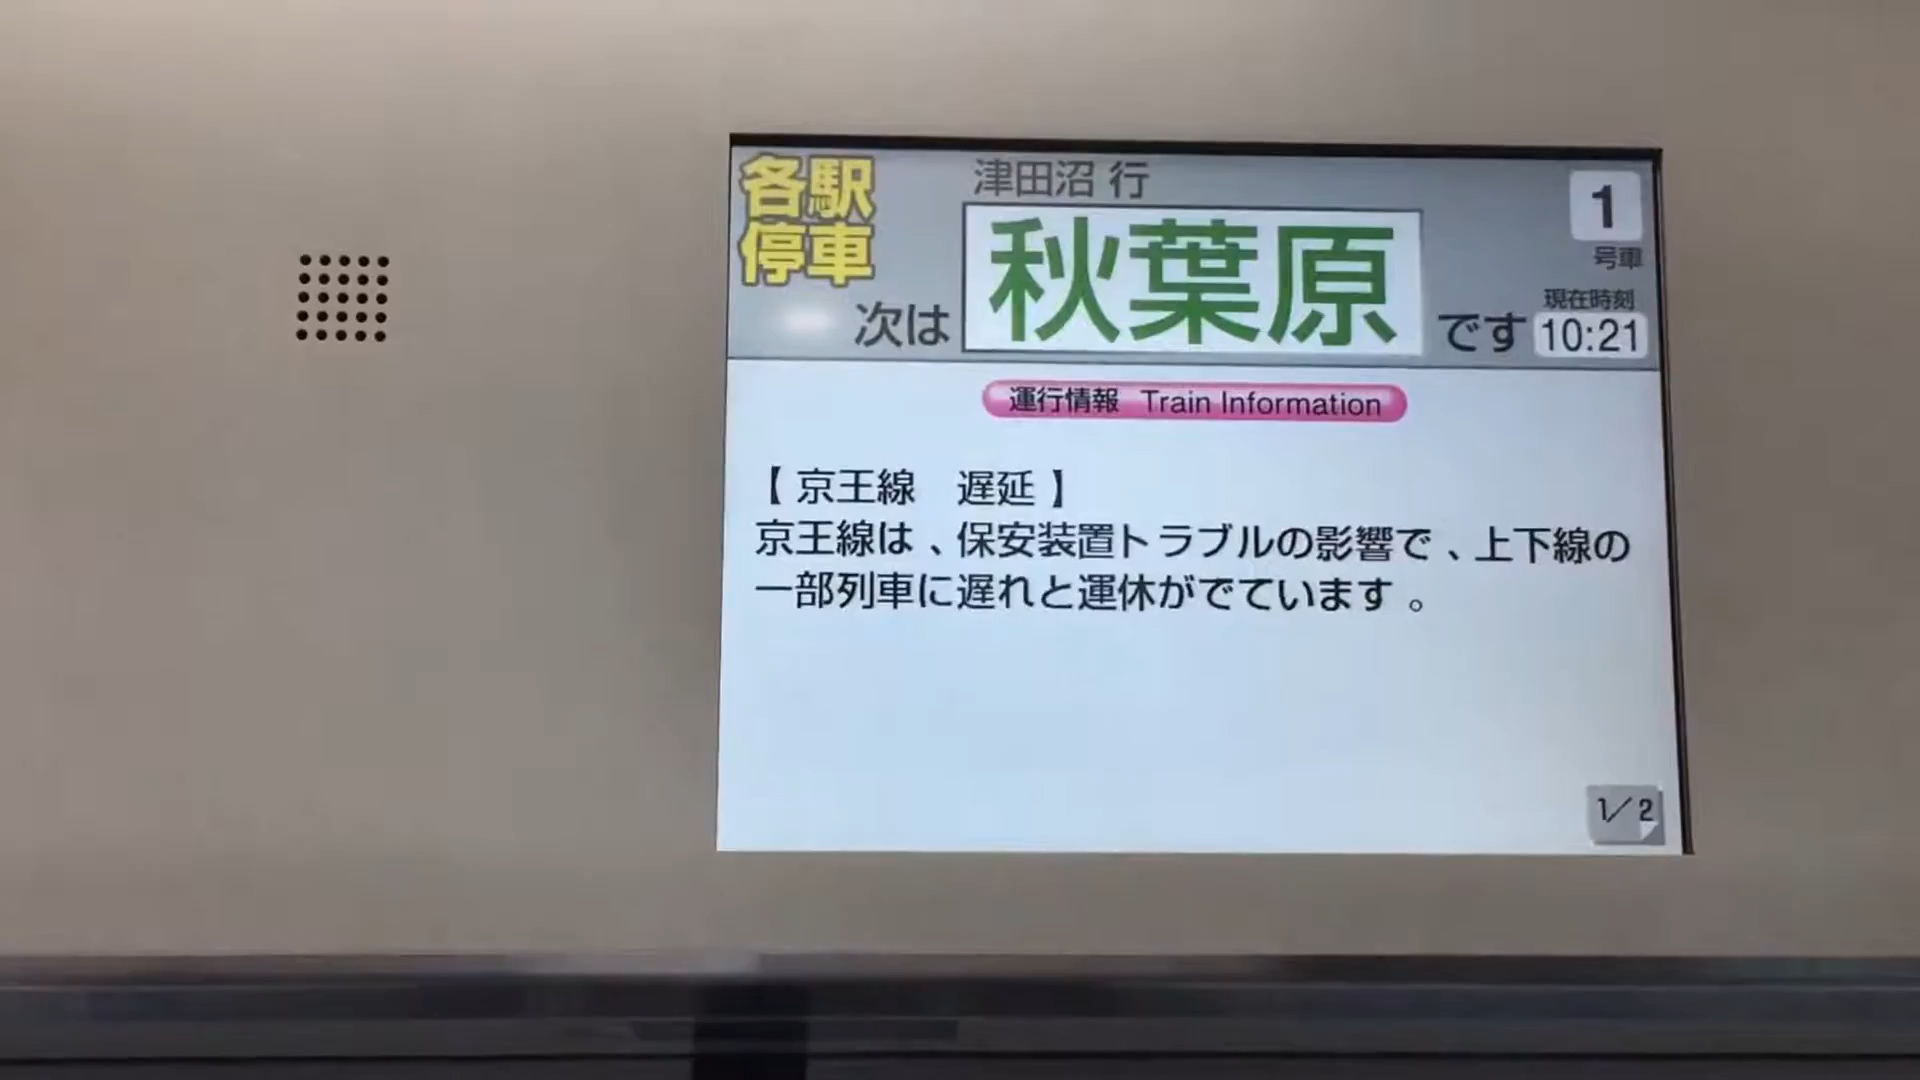 各駅
停車
津田沼 行
次は 秋葉原 です
1
号車
現在時刻
10:21
運行情報 Train Information
【 京王線 遅延 】
京王線は、保安装置トラブルの影響で、上下線の
一部列車に遅れと運休がでています。
1/2